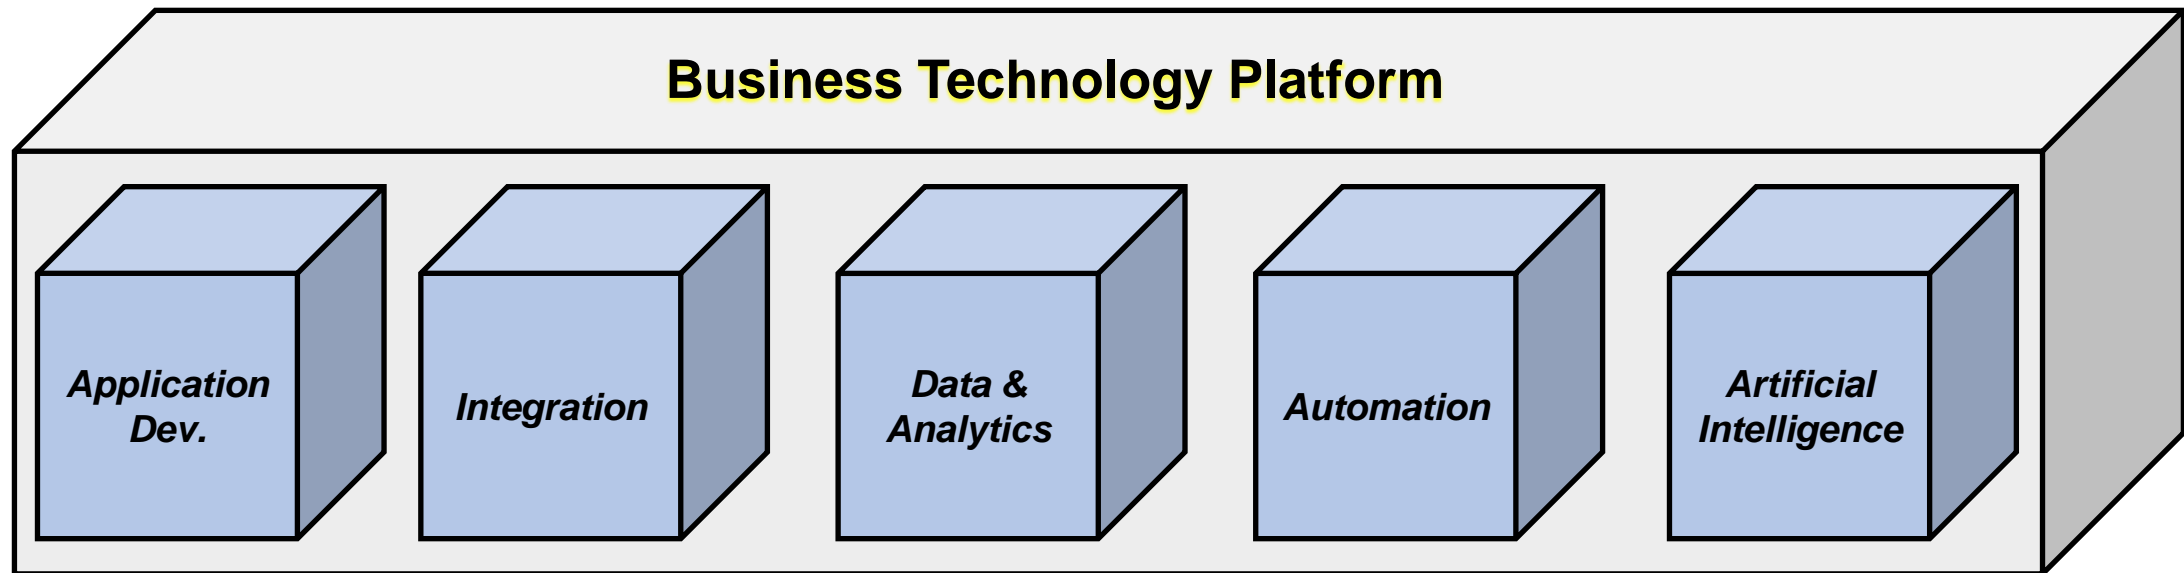 Business Technology Platform
Application
Dev.
Integration
Data &
Analytics
Automation
Artificial
Intelligence